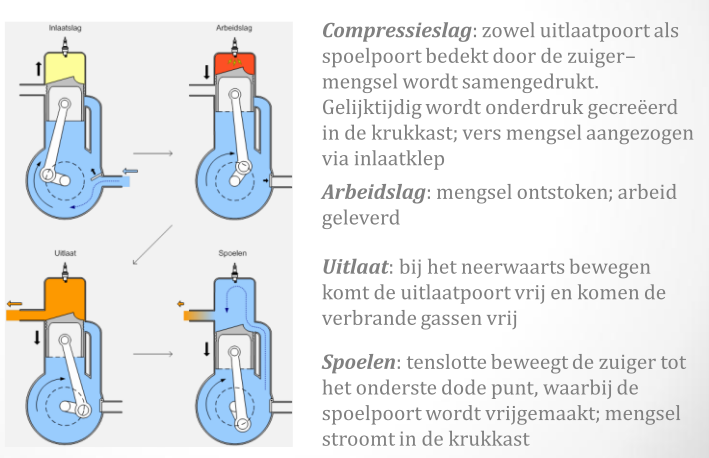 Inlaatslag
Arbeidslag
Uitlaat
Spoelen
Compressieslag: zowel uitlaatpoort als
spoelpoort bedekt door de zuiger–
mengsel wordt samengedrukt.
Gelijktijdig wordt onderdruk gecreëerd
in de krukkast; vers mengsel aangezogen
via inlaatklep
Arbeidslag: mengsel ontstoken; arbeid
geleverd
Uitlaat: bij het neerwaarts bewegen
komt de uitlaatpoort vrij en komen de
verbrande gassen vrij
Spoelen: tenslotte beweegt de zuiger tot
het onderste dode punt, waarbij de
spoelpoort wordt vrijgemaakt; mengsel
stroomt in de krukkast